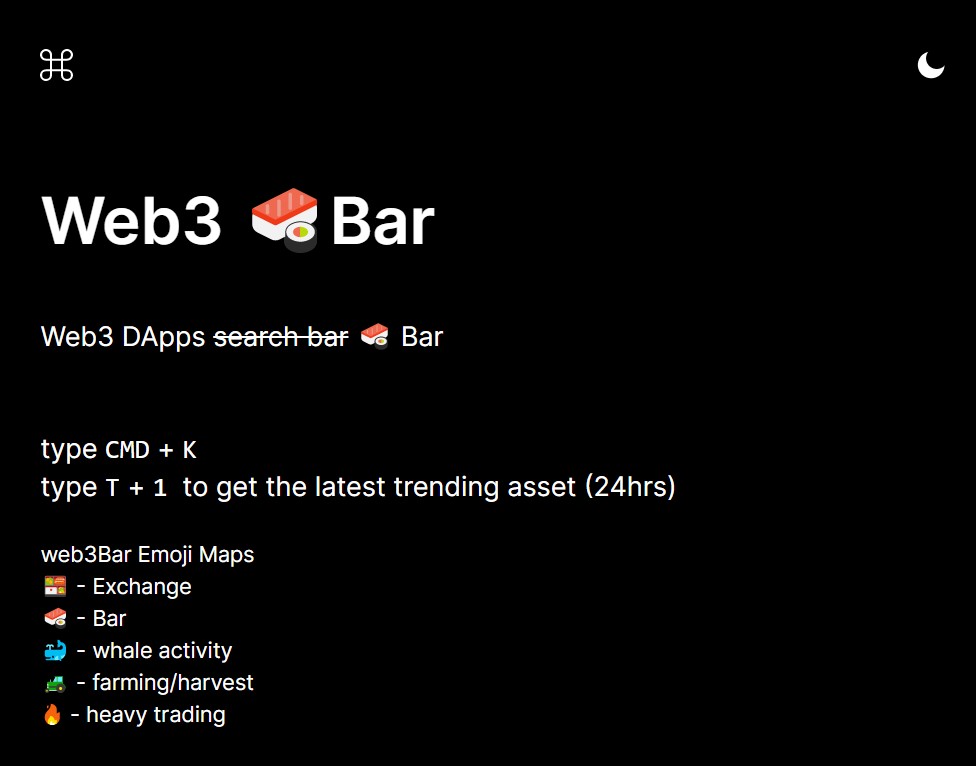 Web3 🍣 Bar
Web3 DApps search bar 🍣 Bar
type CMD + K
type T + 1 to get the latest trending asset (24hrs)
web3Bar Emoji Maps
🍱 - Exchange
🍣 - Bar
🐳 - whale activity
🚜 - farming/harvest
🔥 - heavy trading